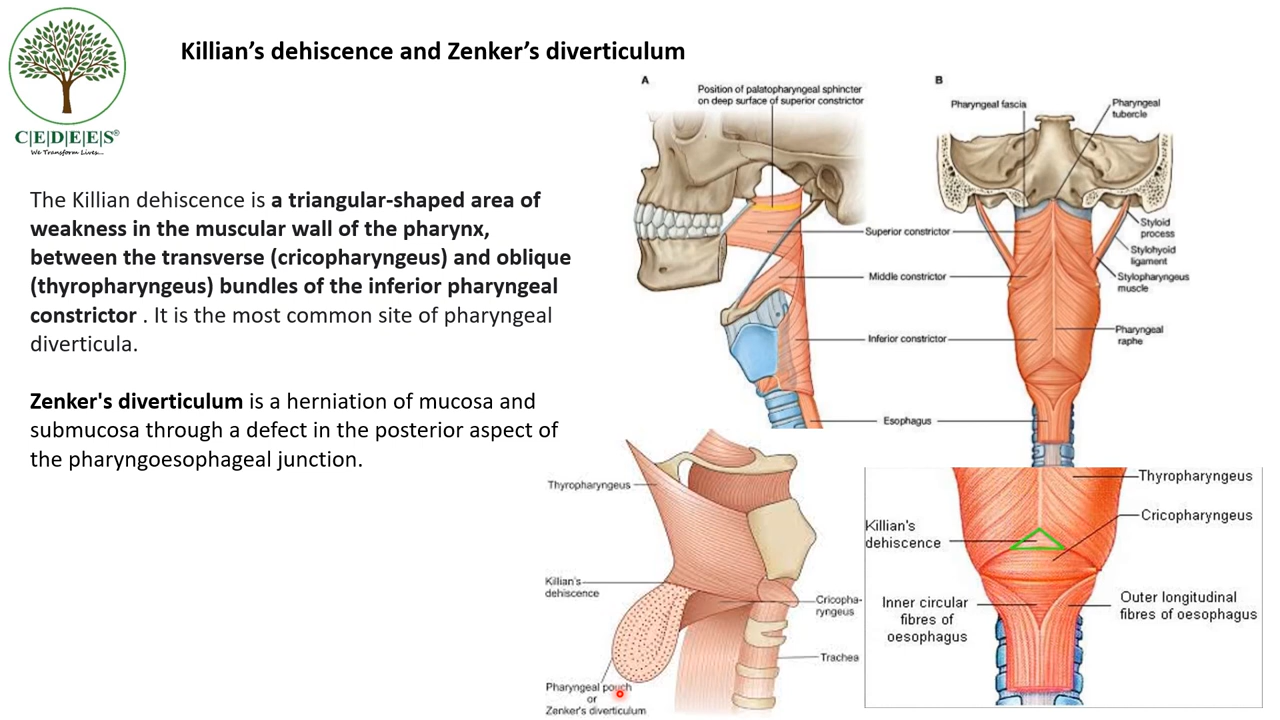 Killian’s dehiscence and Zenker’s diverticulum
C|E|D|E|E|S®
We Transform Lives...
The Killian dehiscence is a triangular-shaped area of
weakness in the muscular wall of the pharynx,
between the transverse (cricopharyngeus) and oblique
(thyropharyngeus) bundles of the inferior pharyngeal
constrictor . It is the most common site of pharyngeal
diverticula.
Zenker's diverticulum is a herniation of mucosa and
submucosa through a defect in the posterior aspect of
the pharyngoesophageal junction.
A
Position of palatopharyngeal sphincter
on deep surface of superior constrictor
B
Pharyngeal fascia
Pharyngeal
tubercle
Superior constrictor
Middle constrictor
Inferior constrictor
Esophagus
Styloid
process
Stylohyoid
ligament
Stylopharyngeus
muscle
Pharyngeal
raphe
Thyropharyngeus
Killian's
dehiscence
Cricopha-
ryngeus
Trachea
Pharyngeal pouch
or
Zenker's diverticulum
Thyropharyngeus
Cricopharyngeus
Killian's
dehiscence
Inner circular
fibres of
oesophagus
Outer longitudinal
fibres of oesophagus